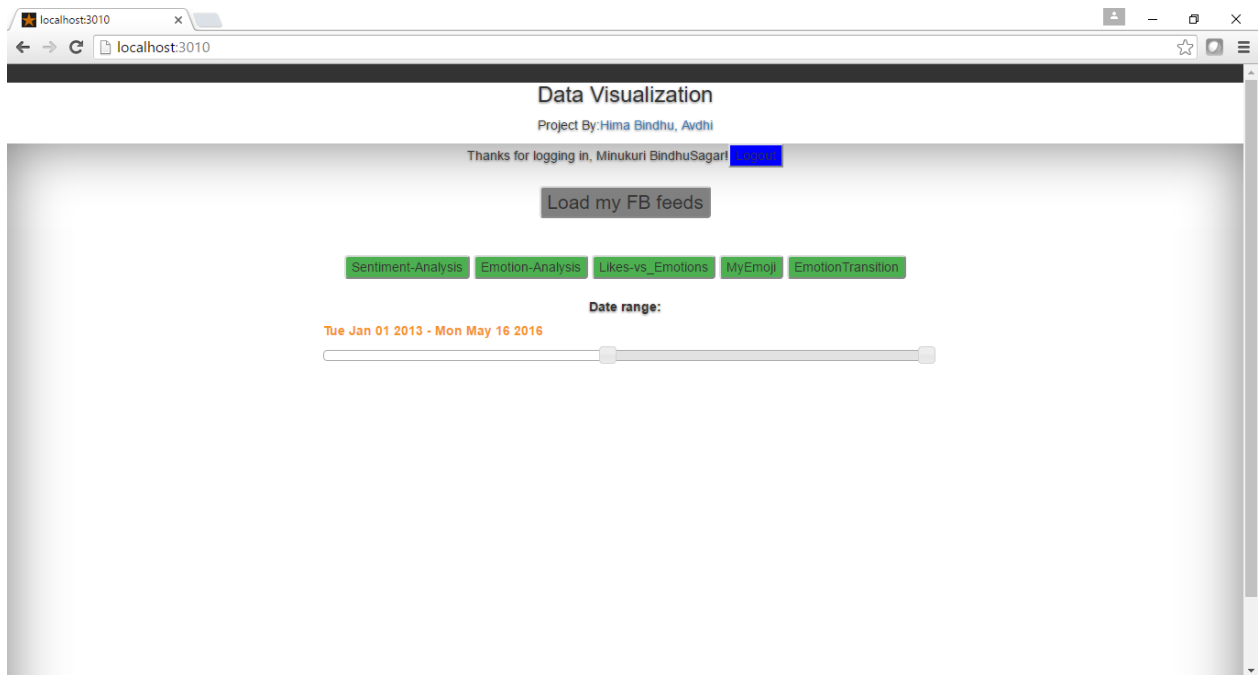 localhost:3010
localhost:3010
Data Visualization
Project By:Hima Bindhu, Avdhi
Thanks for logging in, Minukuri BindhuSagar! Logout
Load my FB feeds
Sentiment-Analysis Emotion-Analysis Likes-vs_Emotions MyEmoji EmotionTransition
Date range:
Tue Jan 01 2013 - Mon May 16 2016